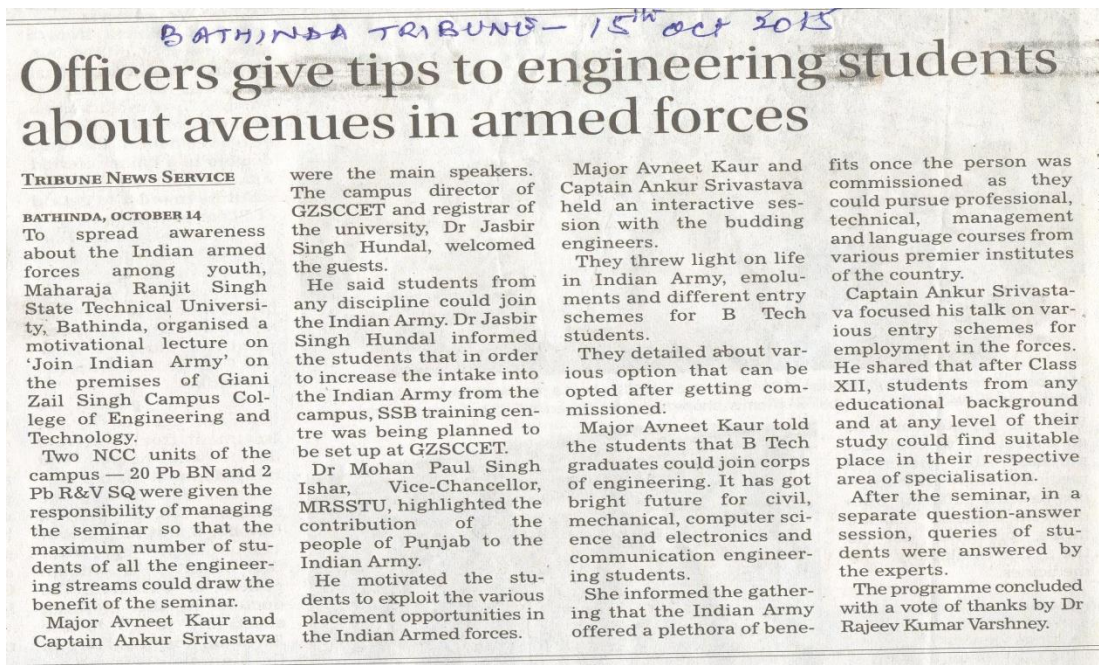 BATHINDA TRIBUNE- 15th oct 2015
Officers give tips to engineering students
about avenues in armed forces
TRIBUNE NEWS SERVICE
BATHINDA, OCTOBER 14
To spread awareness
about the Indian armed
forces among youth,
Maharaja Ranjit Singh
State Technical Universi-
ty, Bathinda, organised a
motivational lecture on
'Join Indian Army' on
the premises of Giani
Zail Singh Campus Col-
lege of Engineering and
Technology.
Two NCC units of the
campus — 20 Pb BN and 2
Pb R&V SQ were given the
responsibility of managing
the seminar so that the
maximum number of stu-
dents of all the engineer-
ing streams could draw the
benefit of the seminar.
Major Avneet Kaur and
Captain Ankur Srivastava
were the main speakers.
The campus director of
GZSCCET and registrar of
the university, Dr Jasbir
Singh Hundal, welcomed
the guests.
He said students from
any discipline could join
the Indian Army. Dr Jasbir
Singh Hundal informed
the students that in order
to increase the intake into
the Indian Army from the
campus, SSB training cen-
tre was being planned to
be set up at GZSCCET.
Dr Mohan Paul Singh
Ishar, Vice-Chancellor,
MRSSTU, highlighted the
contribution of the
people of Punjab to the
Indian Army.
He motivated the stu-
dents to exploit the various
placement opportunities in
the Indian Armed forces.
Major Avneet Kaur and
Captain Ankur Srivastava
held an interactive ses-
sion with the budding
engineers.
They threw light on life
in Indian Army, emolu-
ments and different entry
schemes for B Tech
students.
They detailed about var-
ious option that can be
opted after getting com-
missioned.
Major Avneet Kaur told
the students that B Tech
graduates could join corps
of engineering. It has got
bright future for civil,
mechanical, computer sci-
ence and electronics and
communication engineer-
ing students.
She informed the gather-
ing that the Indian Army
offered a plethora of bene-
fits once the person was
commissioned as they
could pursue professional,
technical, management
and language courses from
various premier institutes
of the country.
Captain Ankur Srivasta-
va focused his talk on var-
ious entry schemes for
employment in the forces.
He shared that after Class
XII, students from any
educational background
and at any level of their
study could find suitable
place in their respective
area of specialisation.
After the seminar, in a
separate question-answer
session, queries of stu-
dents were answered by
the experts.
The programme concluded
with a vote of thanks by Dr
Rajeev Kumar Varshney.